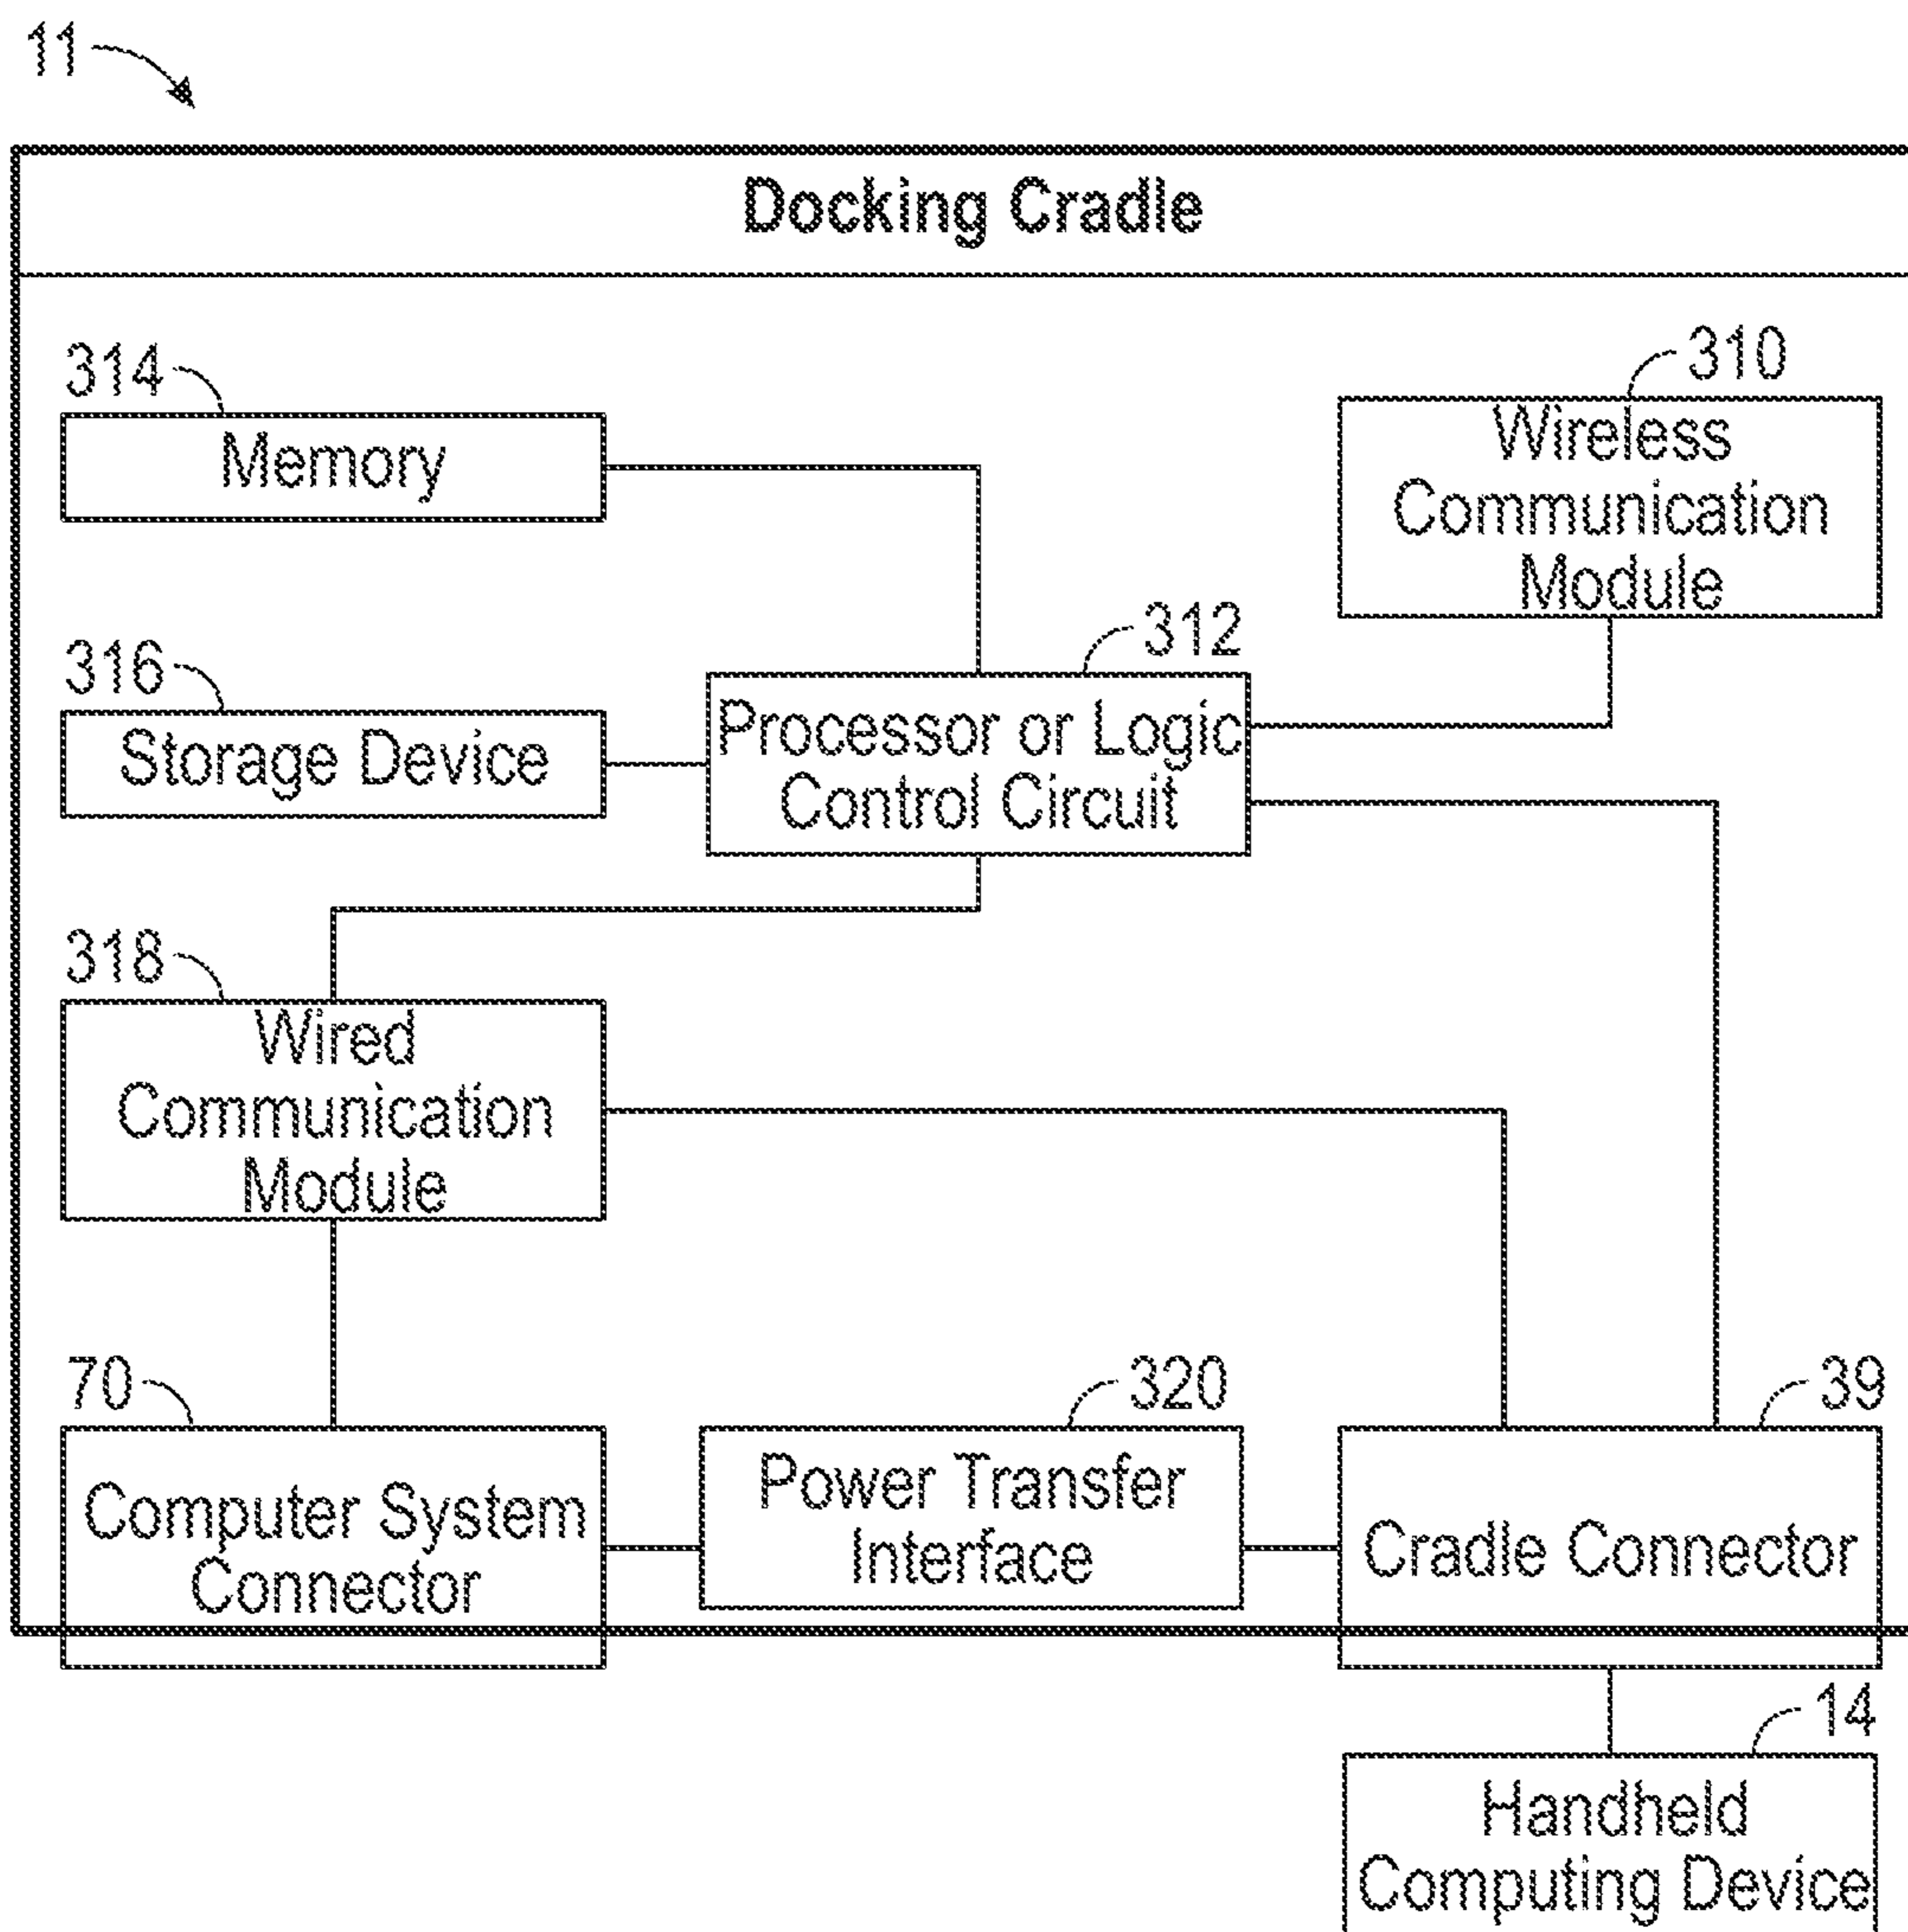 11
Docking Cradle
314
Memory
310
Wireless
Communication
Module
312
Processor or Logic
Control Circuit
316
Storage Device
318
Wired
Communication
Module
70
Computer System
Connector
320
Power Transfer
Interface
39
Cradle Connector
14
Handheld
Computing Device